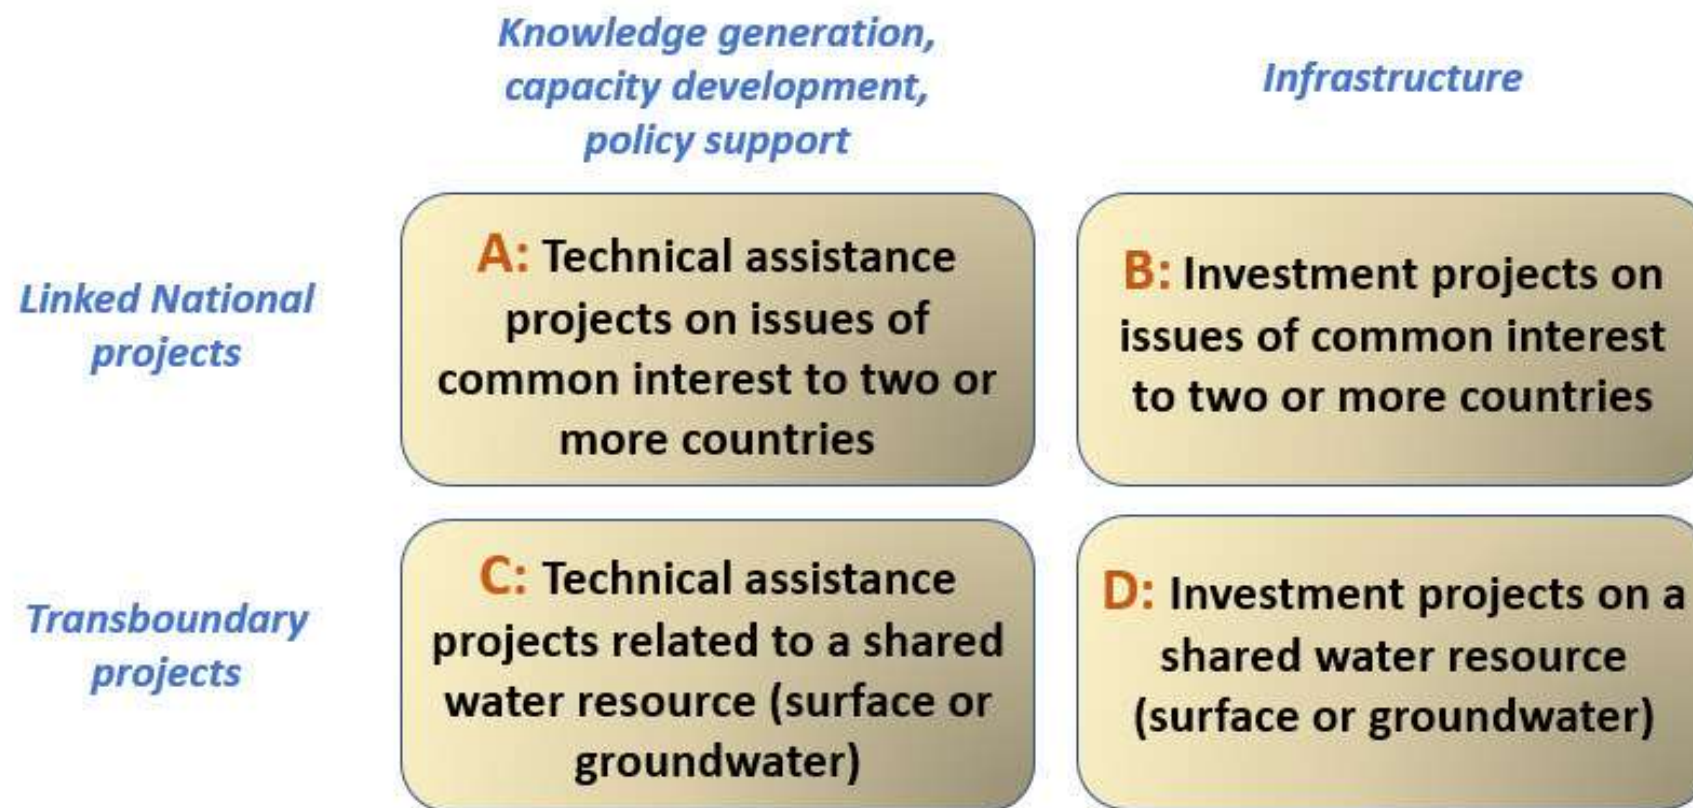 Knowledge generation,
capacity development,
policy support
Infrastructure
Linked National
projects
A: Technical assistance
projects on issues of
common interest to two or
more countries
B: Investment projects on
issues of common interest
to two or more countries
Transboundary
projects
C: Technical assistance
projects related to a shared
water resource (surface or
groundwater)
D: Investment projects on a
shared water resource
(surface or groundwater)